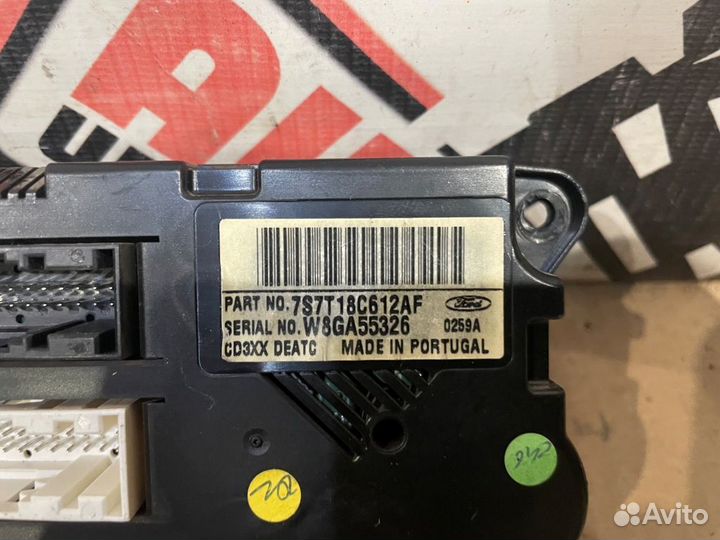 PART NO. 7S7T18C612AF
Ford
SERIAL NO. W8GA55326 0259A
CD3XX DEATC MADE IN PORTUGAL
Avito